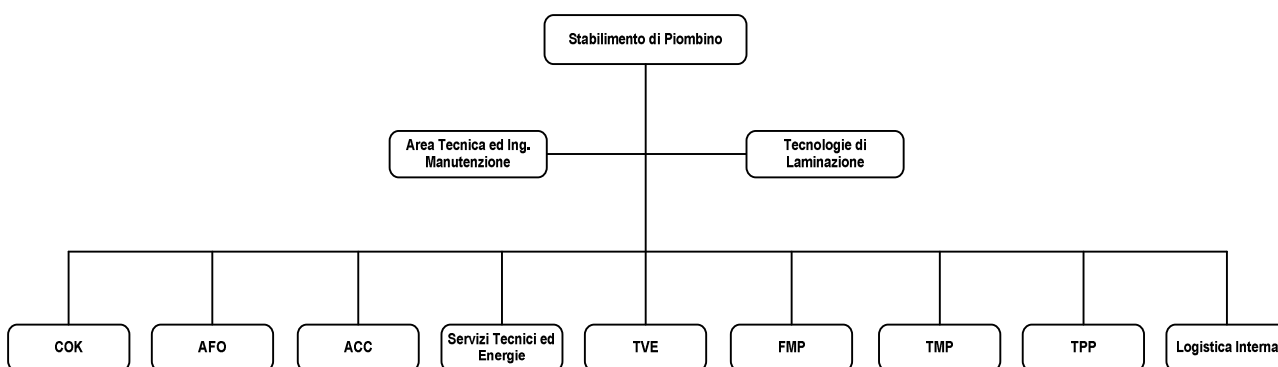 Stabilimento di Piombino
Area Tecnica ed Ing.
Manutenzione
Tecnologie di
Laminazione
COK
AFO
ACC
Servizi Tecnici ed
Energie
TVE
FMP
TMP
TPP
Logistica Interna